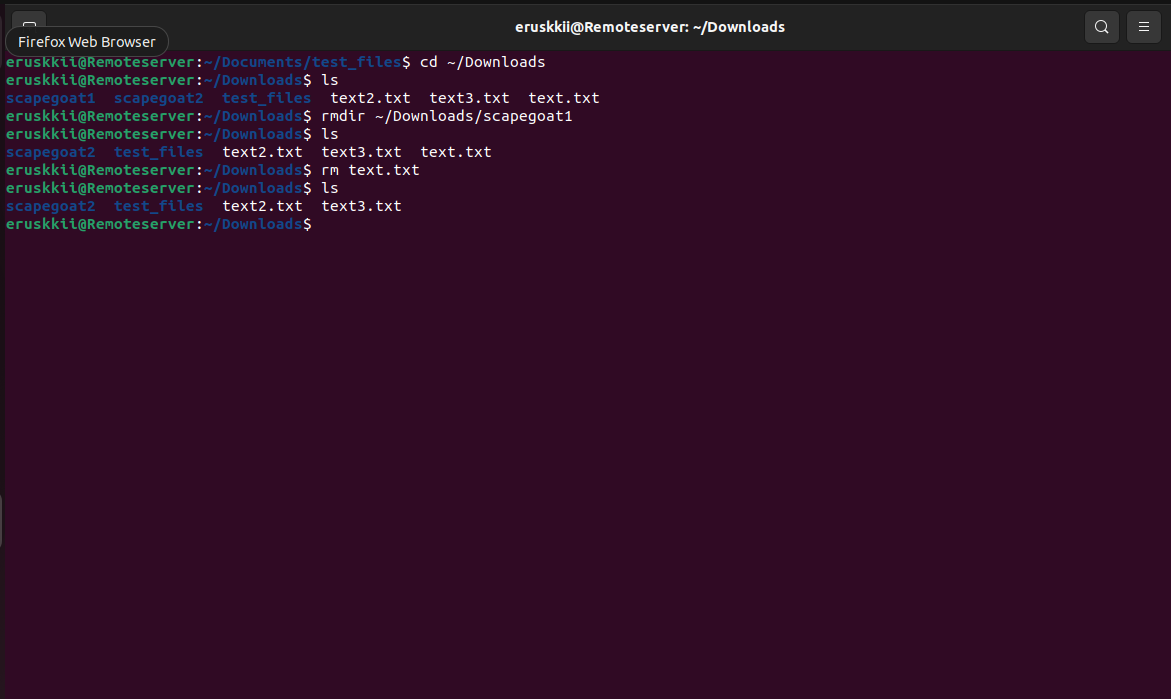 eruskkii@Remoteserver: ~/Downloads
Firefox Web Browser
eruskkii@Remoteserver:~/Documents/test_files$ cd ~/Downloads
eruskkii@Remoteserver:~/Downloads$ ls
scapegoat1  scapegoat2  test_files  text2.txt  text3.txt  text.txt
eruskkii@Remoteserver:~/Downloads$ rmdir ~/Downloads/scapegoat1
eruskkii@Remoteserver:~/Downloads$ ls
scapegoat2  test_files  text2.txt  text3.txt  text.txt
eruskkii@Remoteserver:~/Downloads$ rm text.txt
eruskkii@Remoteserver:~/Downloads$ ls
scapegoat2  test_files  text2.txt  text3.txt
eruskkii@Remoteserver:~/Downloads$